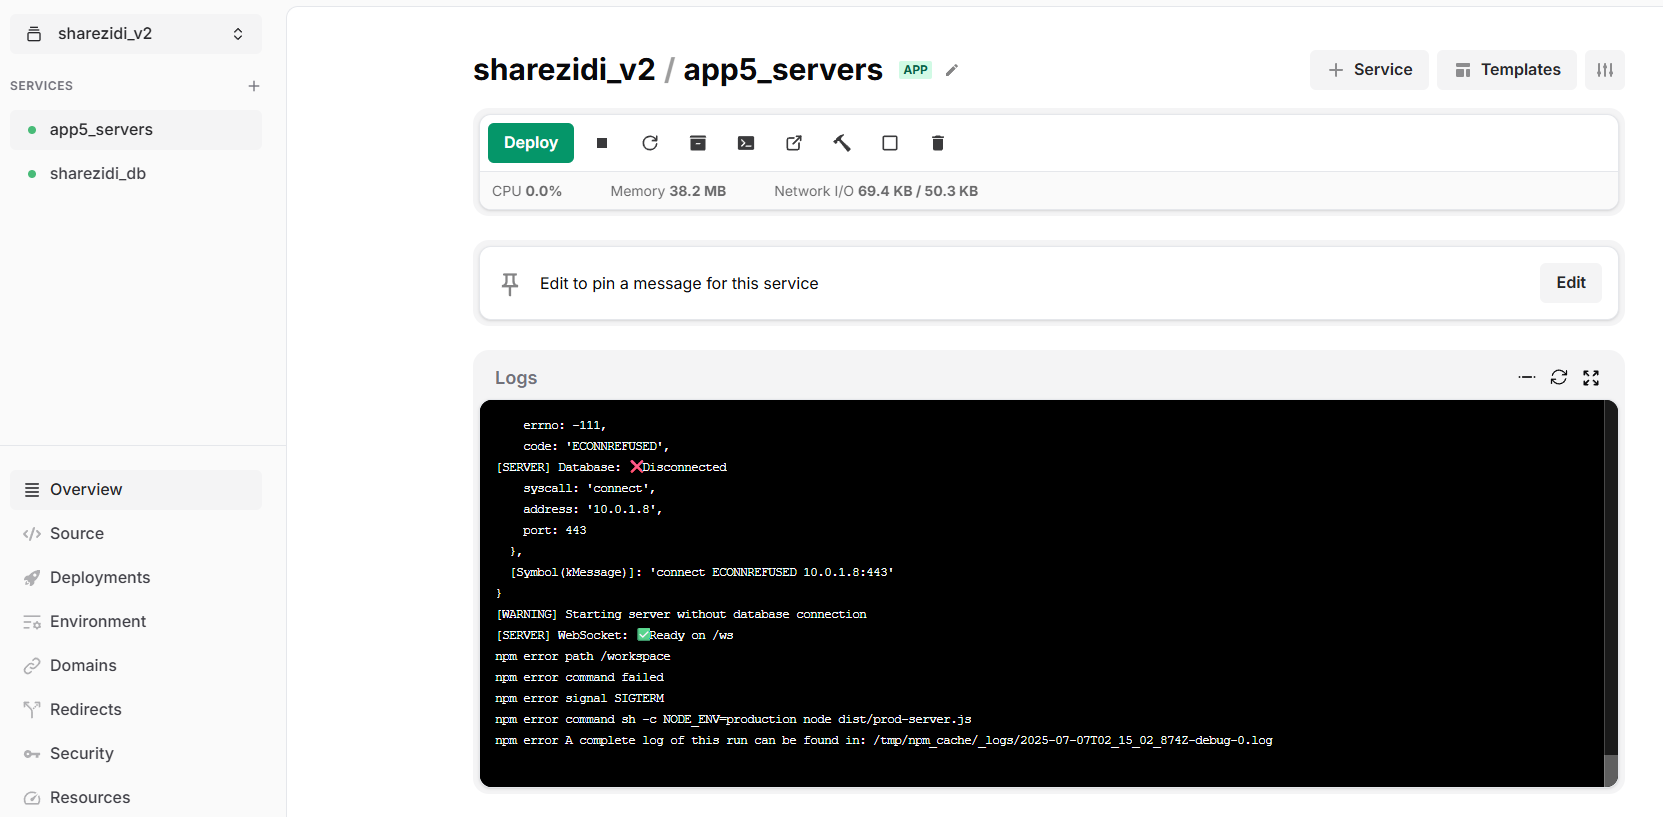 sharezidi_v2
SERVICES
app5_servers
sharezidi_db
Overview
Source
Deployments
Environment
Domains
Redirects
Security
Resources
sharezidi_v2 / app5_servers APP
Service
Templates
Deploy
CPU 0.0% Memory 38.2 MB Network I/O 69.4 KB / 50.3 KB
Edit to pin a message for this service
Edit
Logs
errno: -111,
code: 'ECONNREFUSED',
[SERVER] Database: ❌Disconnected
syscall: 'connect',
address: '10.0.1.8',
port: 443
},
[Symbol(kMessage)]: 'connect ECONNREFUSED 10.0.1.8:443'
}
[WARNING] Starting server without database connection
[SERVER] WebSocket: ✅Ready on /ws
npm error path /workspace
npm error command failed
npm error signal SIGTERM
npm error command sh -c NODE_ENV=production node dist/prod-server.js
npm error A complete log of this run can be found in: /tmp/npm_cache/_logs/2025-07-07T02_15_02_874Z-debug-0.log